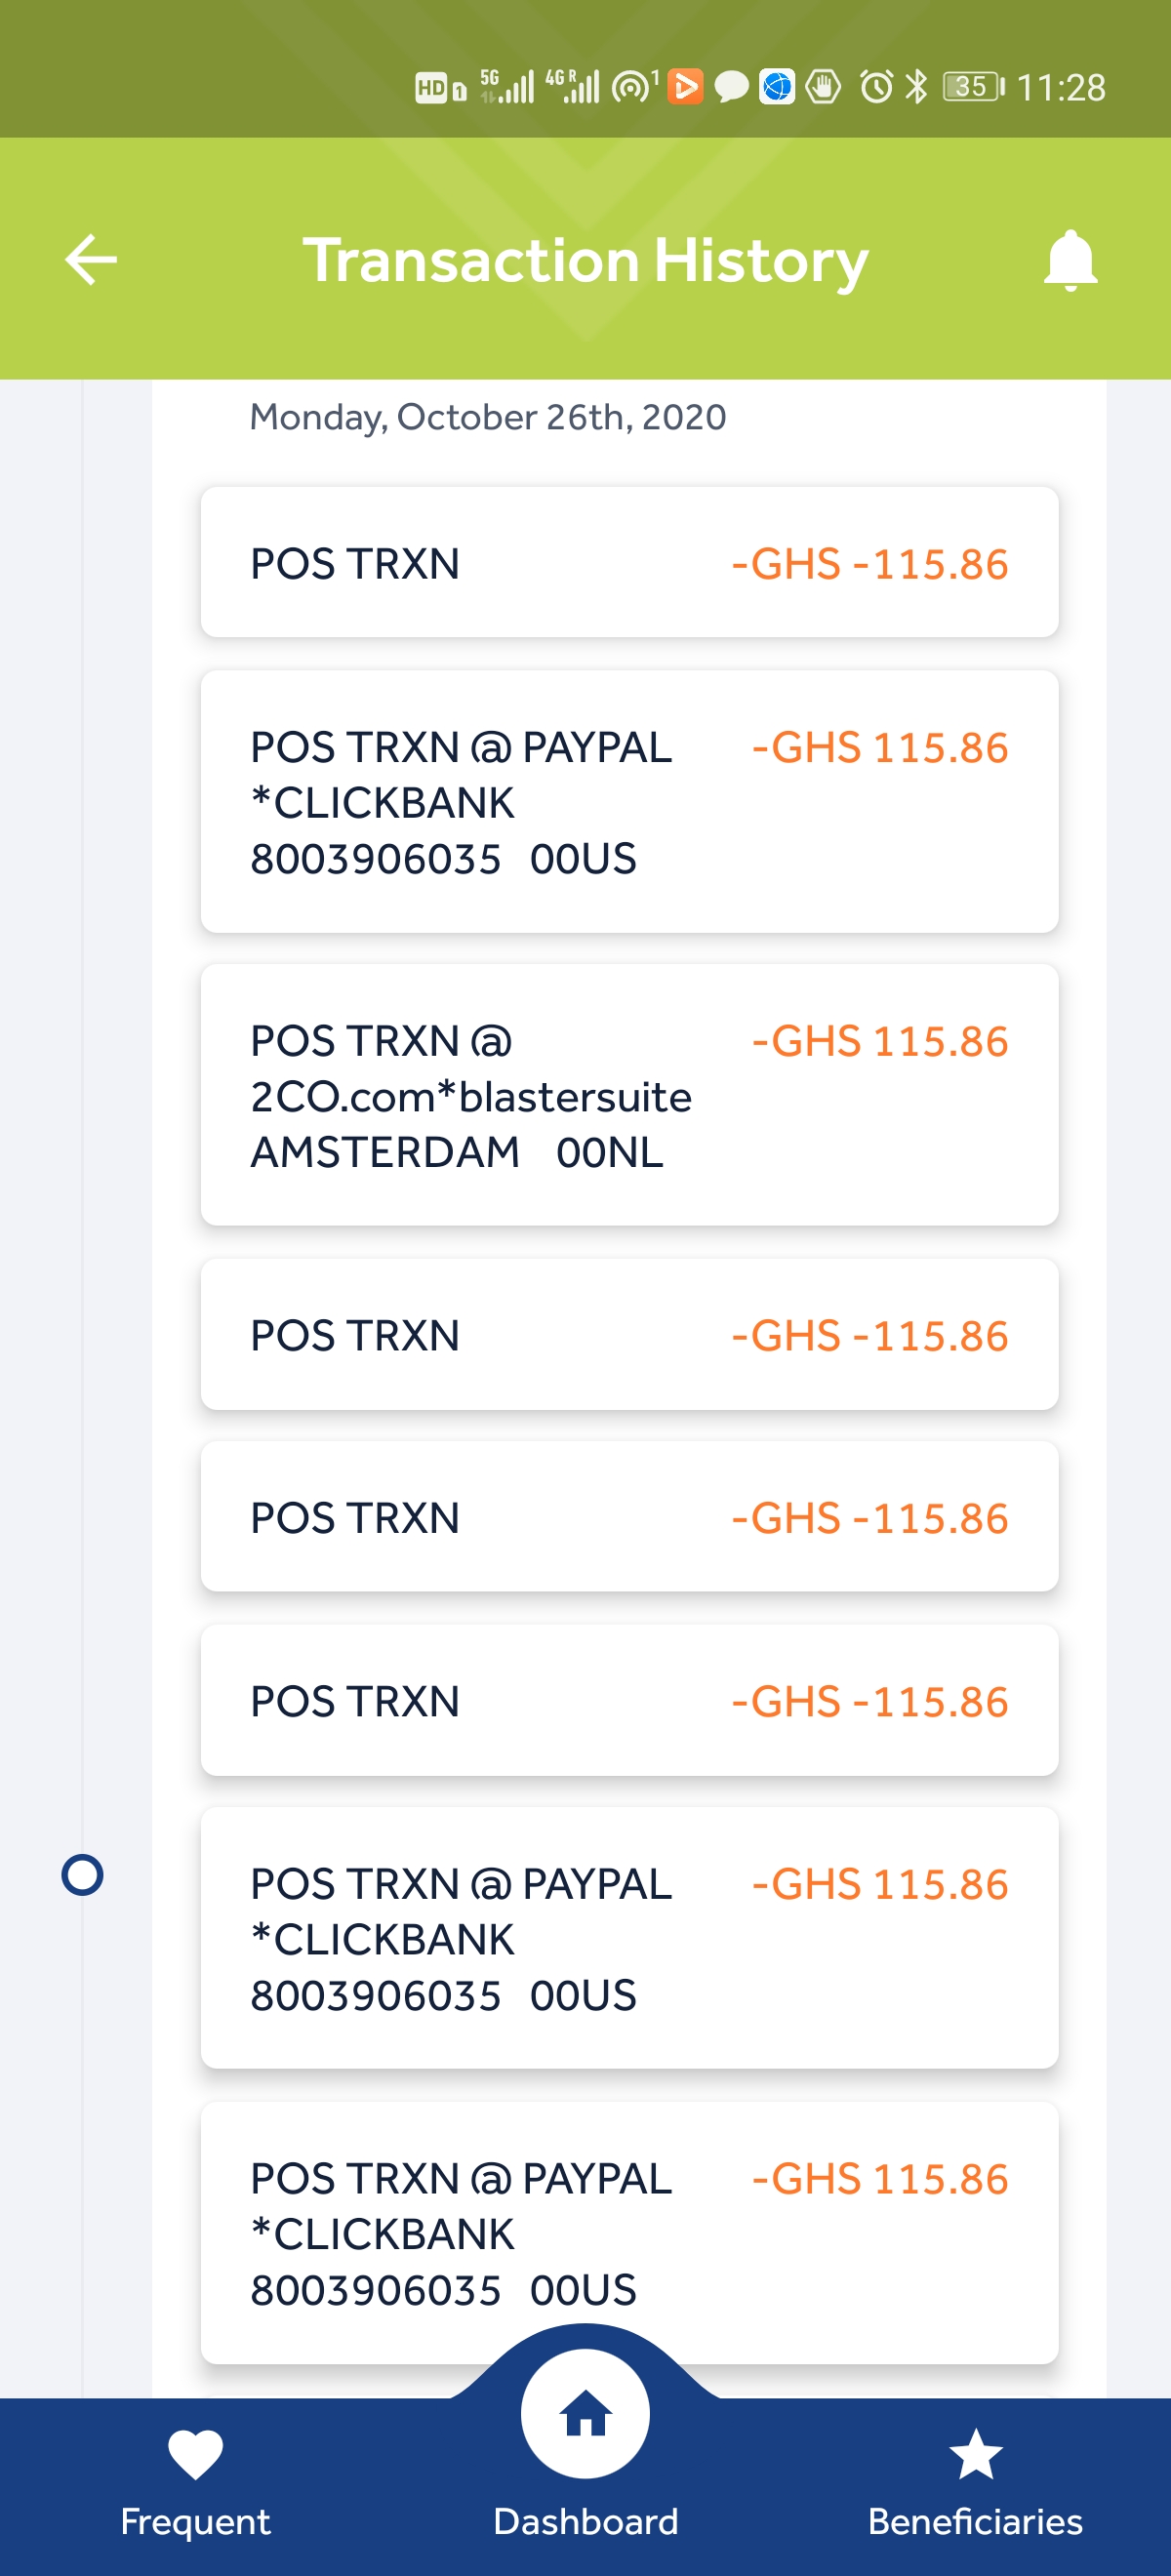 HD 1 5G 4G R 1 35 11:28
Transaction History
Monday, October 26th, 2020
POS TRXN -GHS -115.86
POS TRXN @ PAYPAL -GHS 115.86
*CLICKBANK
8003906035 00US
POS TRXN @ -GHS 115.86
2CO.com*blastersuite
AMSTERDAM 00NL
POS TRXN -GHS -115.86
POS TRXN -GHS -115.86
POS TRXN -GHS -115.86
POS TRXN @ PAYPAL -GHS 115.86
*CLICKBANK
8003906035 00US
POS TRXN @ PAYPAL -GHS 115.86
*CLICKBANK
8003906035 00US
Frequent Dashboard Beneficiaries